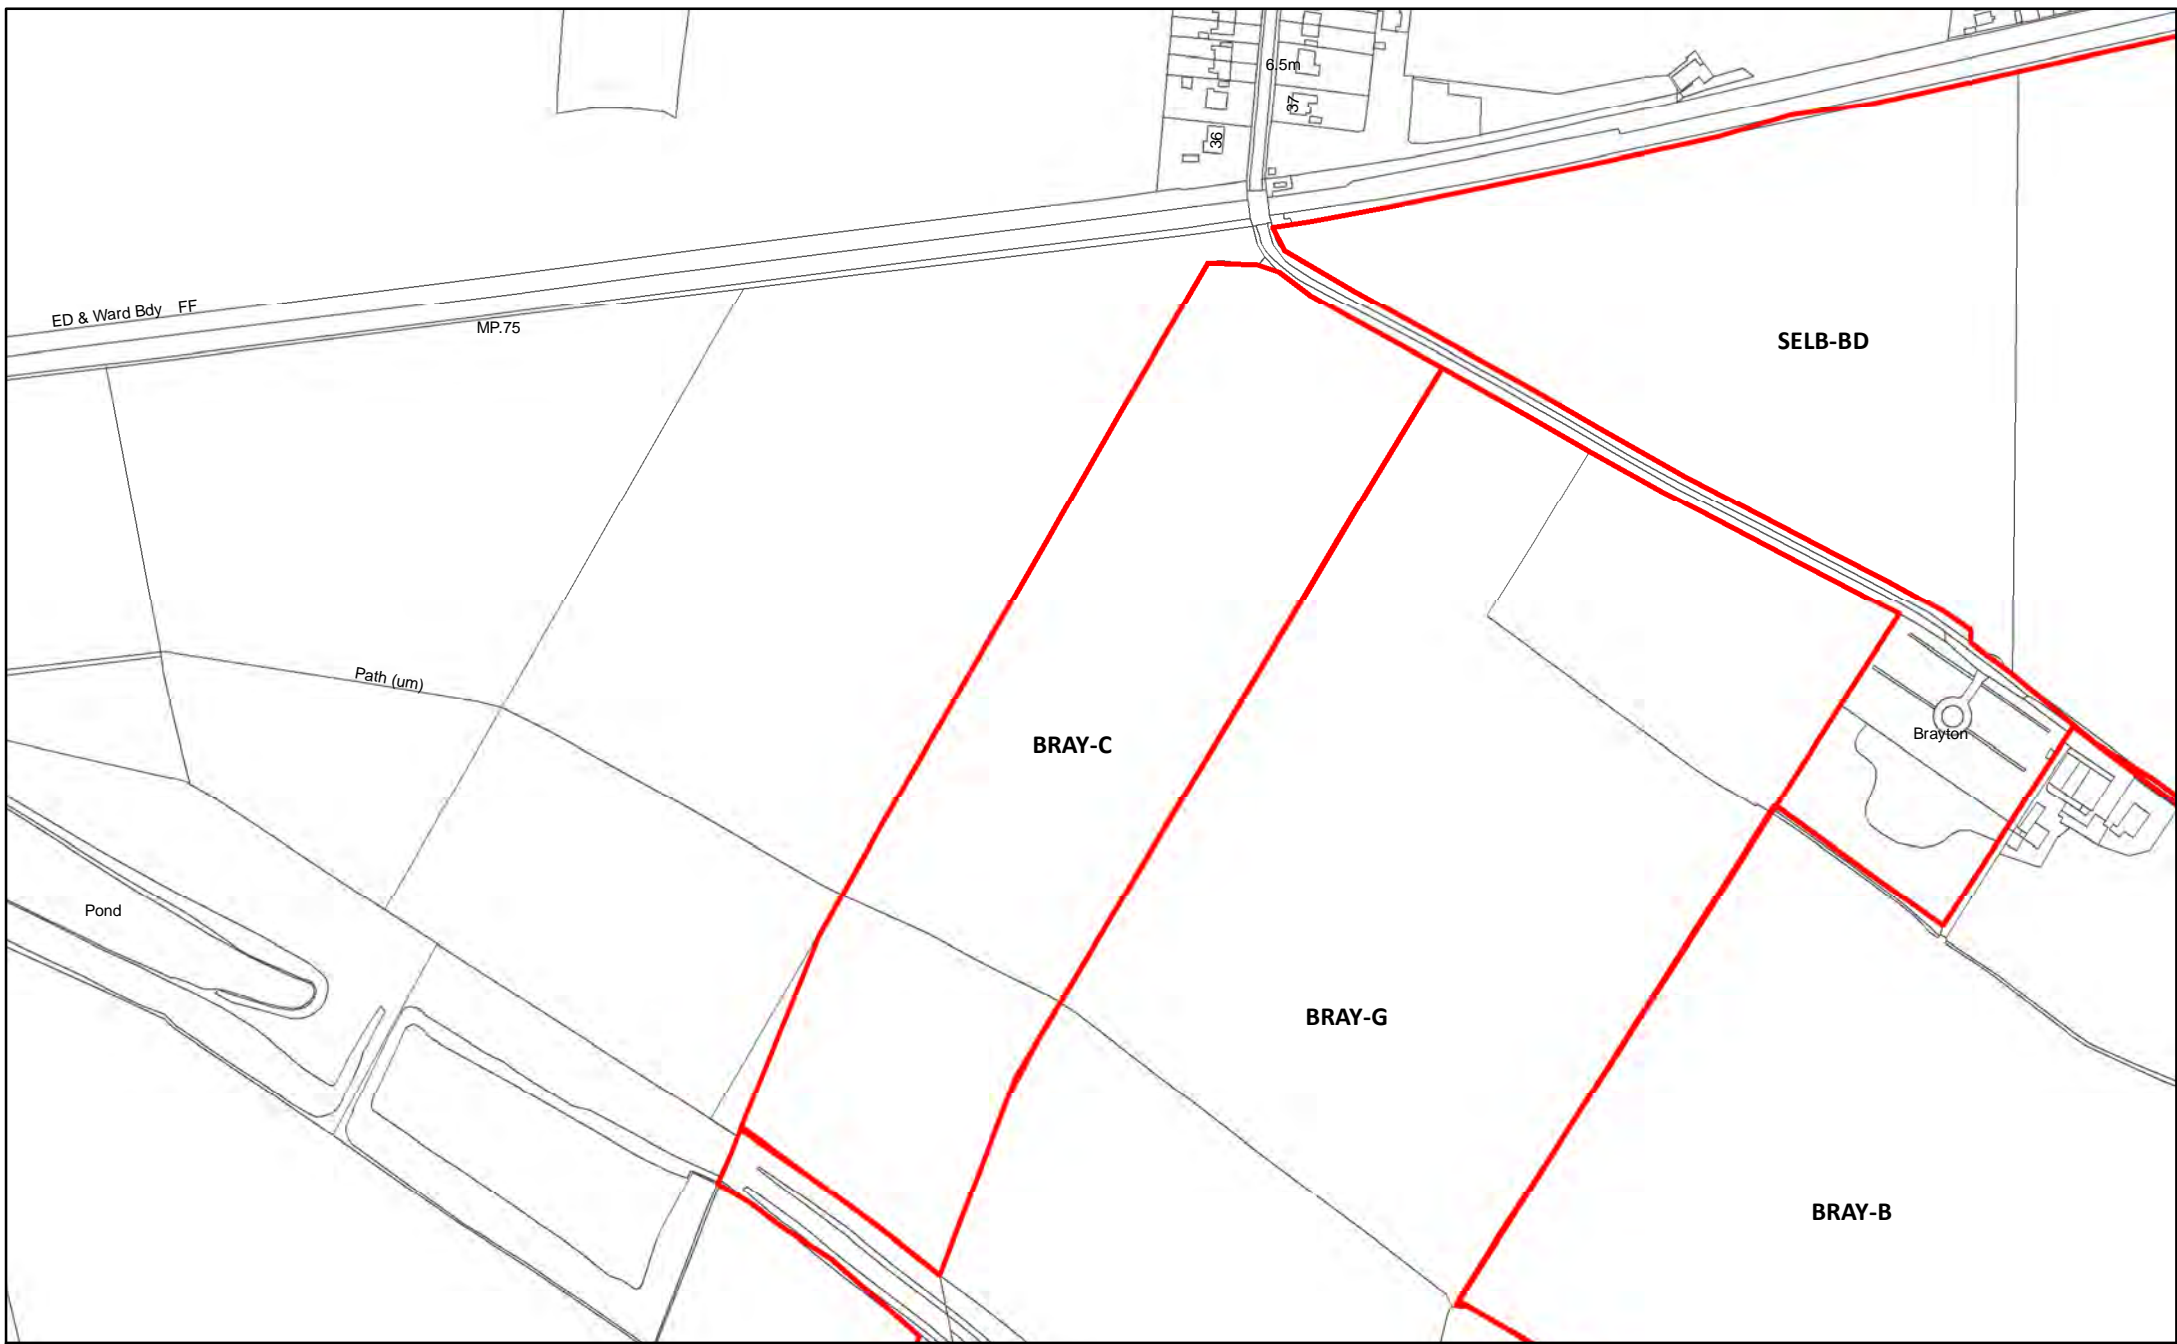 6.5m
37
36
ED & Ward Bdy FF
MP.75
SELB-BD
Path (um)
BRAY-C
Brayton
Pond
BRAY-G
BRAY-B